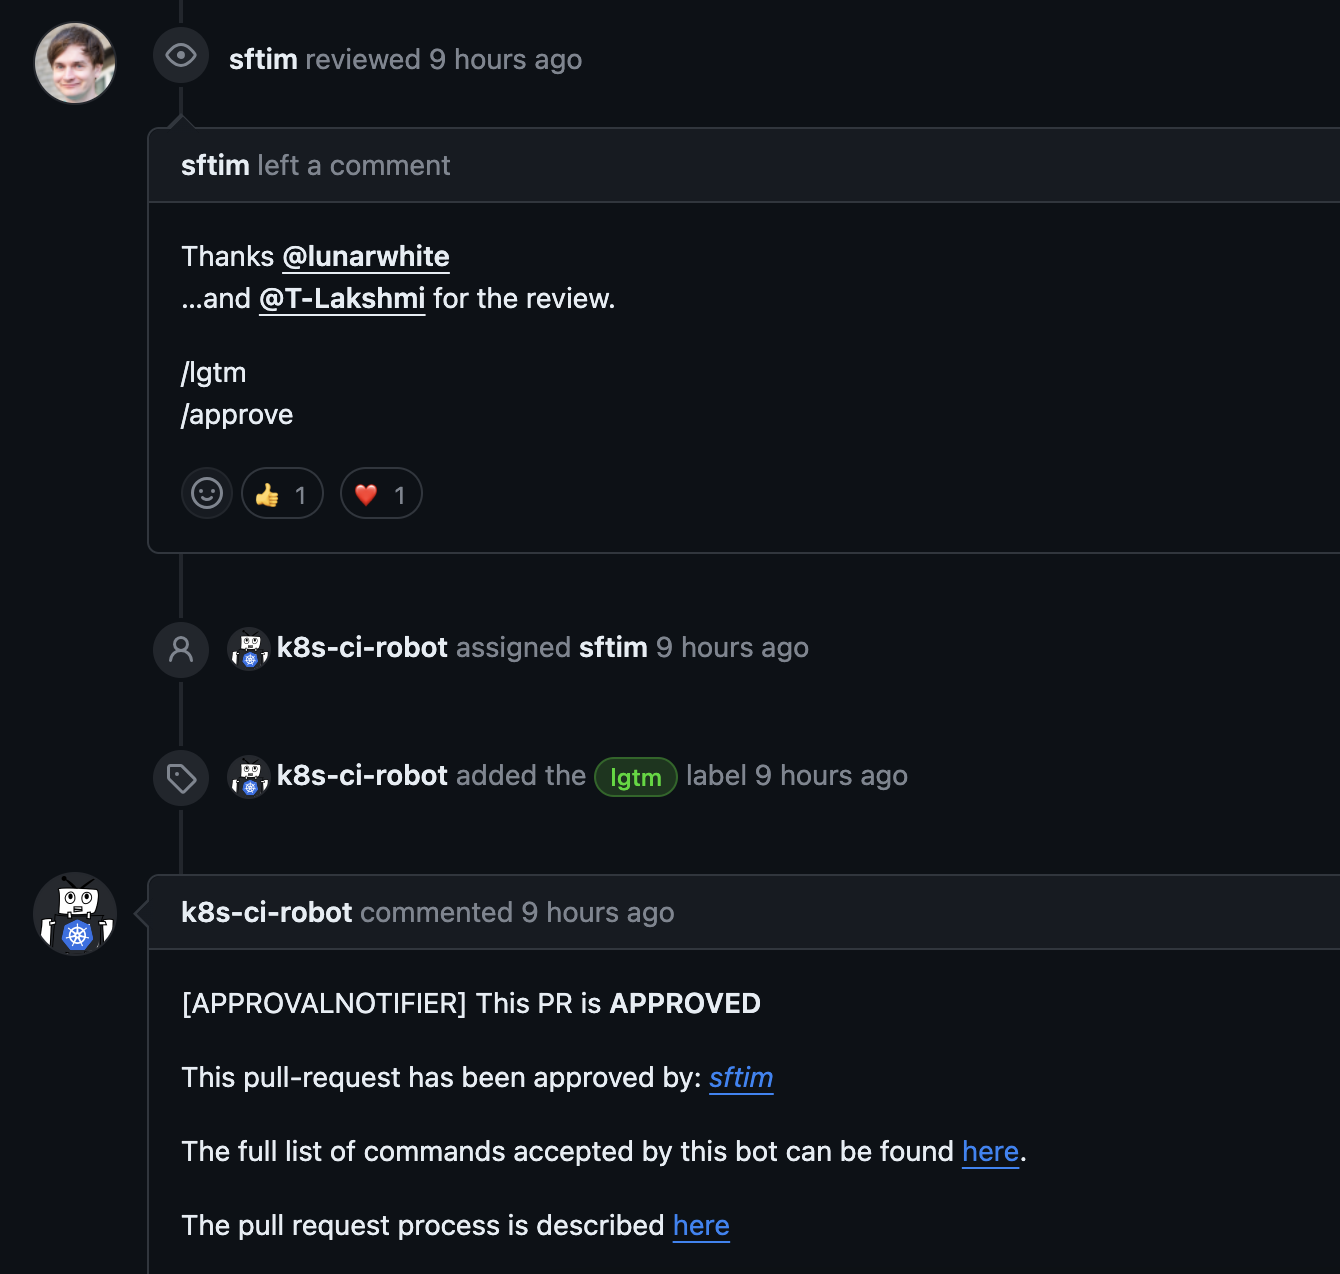 sftim reviewed 9 hours ago
sftim left a comment
Thanks @lunarwhite
...and @T-Lakshmi for the review.
/lgtm
/approve
👍 1 ❤️ 1
k8s-ci-robot assigned sftim 9 hours ago
k8s-ci-robot added the lgtm label 9 hours ago
k8s-ci-robot commented 9 hours ago
[APPROVALNOTIFIER] This PR is APPROVED
This pull-request has been approved by: sftim
The full list of commands accepted by this bot can be found here.
The pull request process is described here